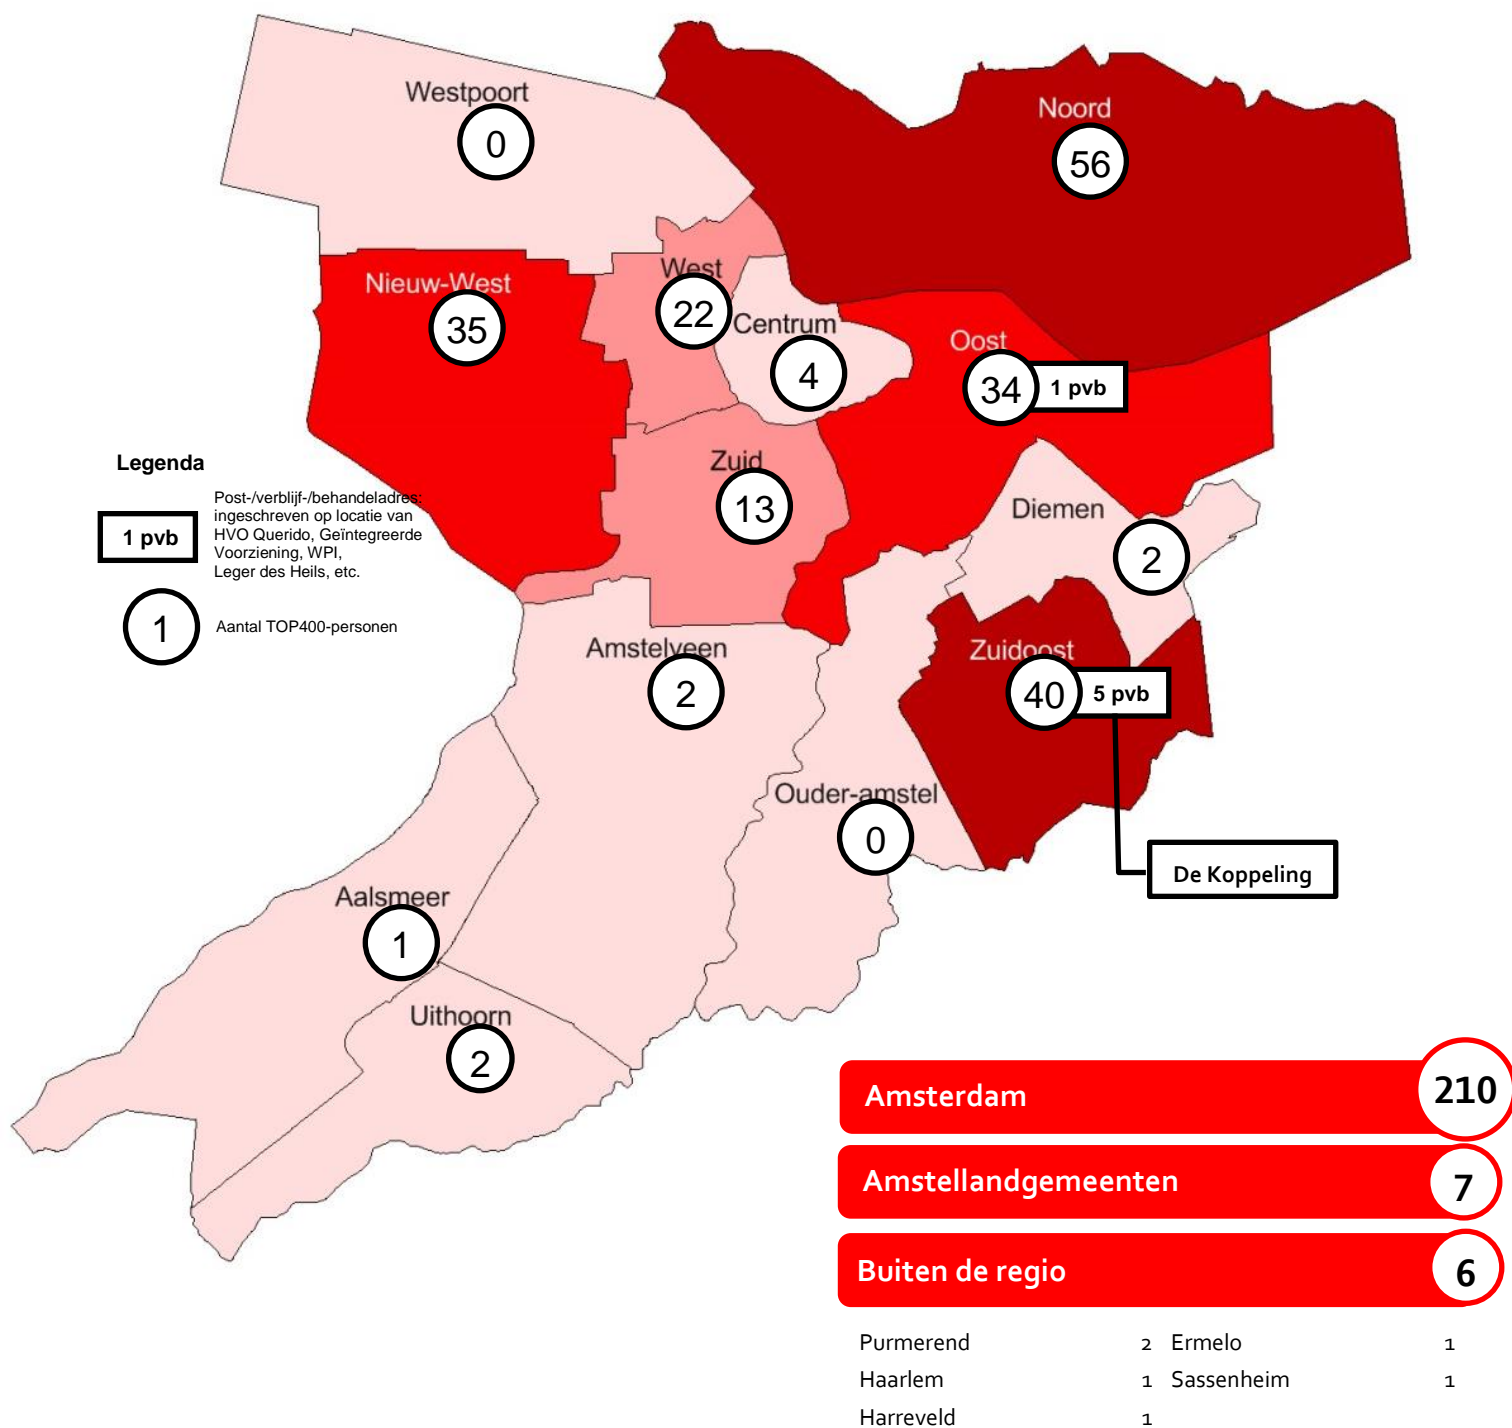 Westpoort
0
Noord
56
Nieuw-West
35
West
22
Centrum
4
Oost
34
1 pvb
Zuid
13
Diemen
2
Legenda
1 pvb
Post-/verblijf-/behandeladres:
ingeschreven op locatie van
HVO Querido, Geïntegreerde
Voorziening, WPI,
Leger des Heils, etc.
1
Aantal TOP400-personen
Amstelveen
2
Zuidoost
40
5 pvb
Ouder-amstel
0
De Koppeling
Aalsmeer
1
Uithoorn
2
Amsterdam 210
Amstellandgemeenten 7
Buiten de regio 6
Purmerend 2 Ermelo 1
Haarlem 1 Sassenheim 1
Harreveld 1